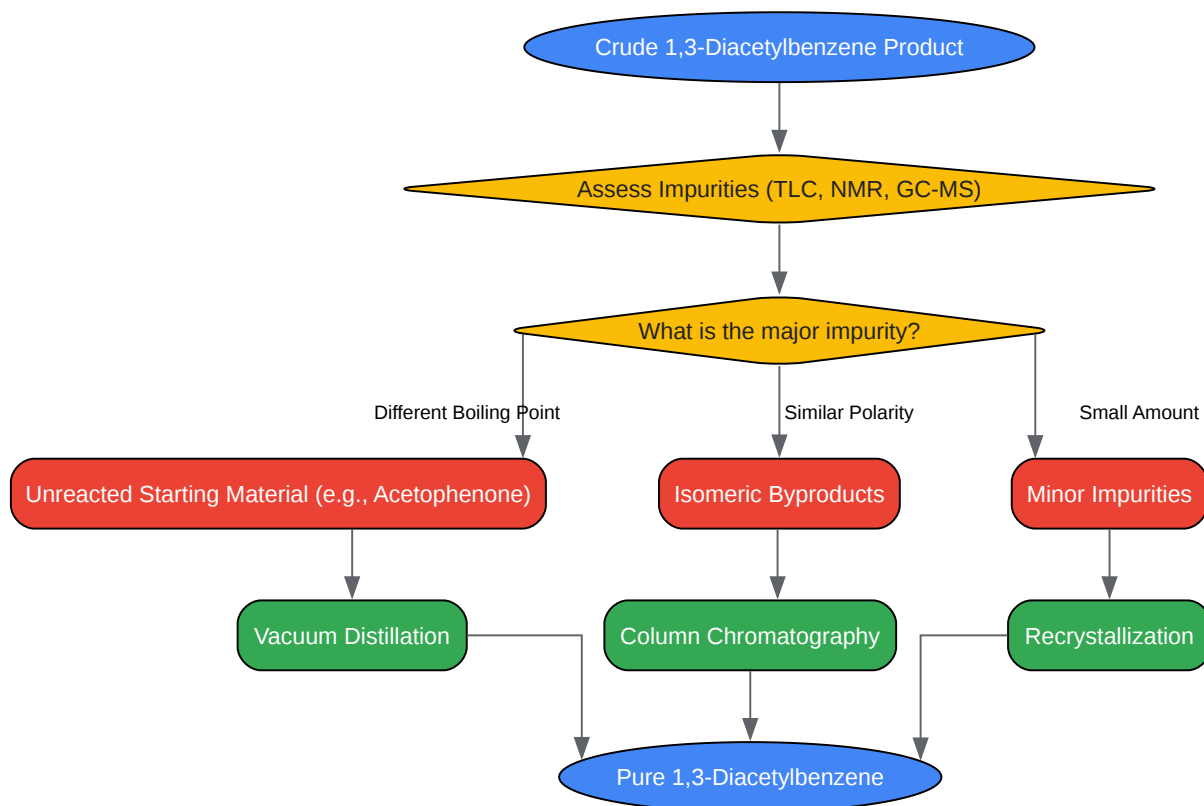 Crude 1,3-Diacetylbenzene Product
Assess Impurities (TLC, NMR, GC-MS)
What is the major impurity?
Different Boiling Point
Similar Polarity
Small Amount
Unreacted Starting Material (e.g., Acetophenone)
Isomeric Byproducts
Minor Impurities
Vacuum Distillation
Column Chromatography
Recrystallization
Pure 1,3-Diacetylbenzene